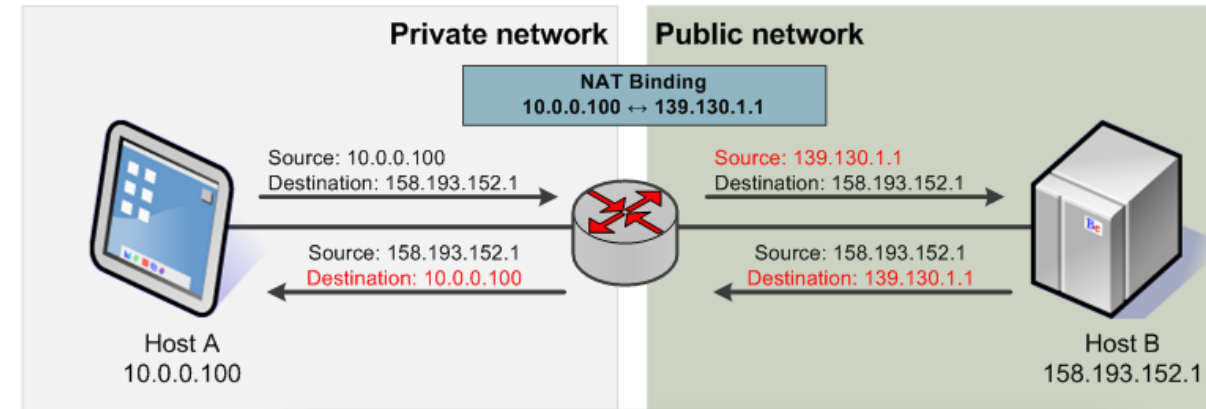 Private network
Public network
NAT Binding
10.0.0.100 ↔ 139.130.1.1
Source: 10.0.0.100
Destination: 158.193.152.1
Source: 139.130.1.1
Destination: 158.193.152.1
Source: 158.193.152.1
Destination: 10.0.0.100
Source: 158.193.152.1
Destination: 139.130.1.1
Be
Host A
10.0.0.100
Host B
158.193.152.1